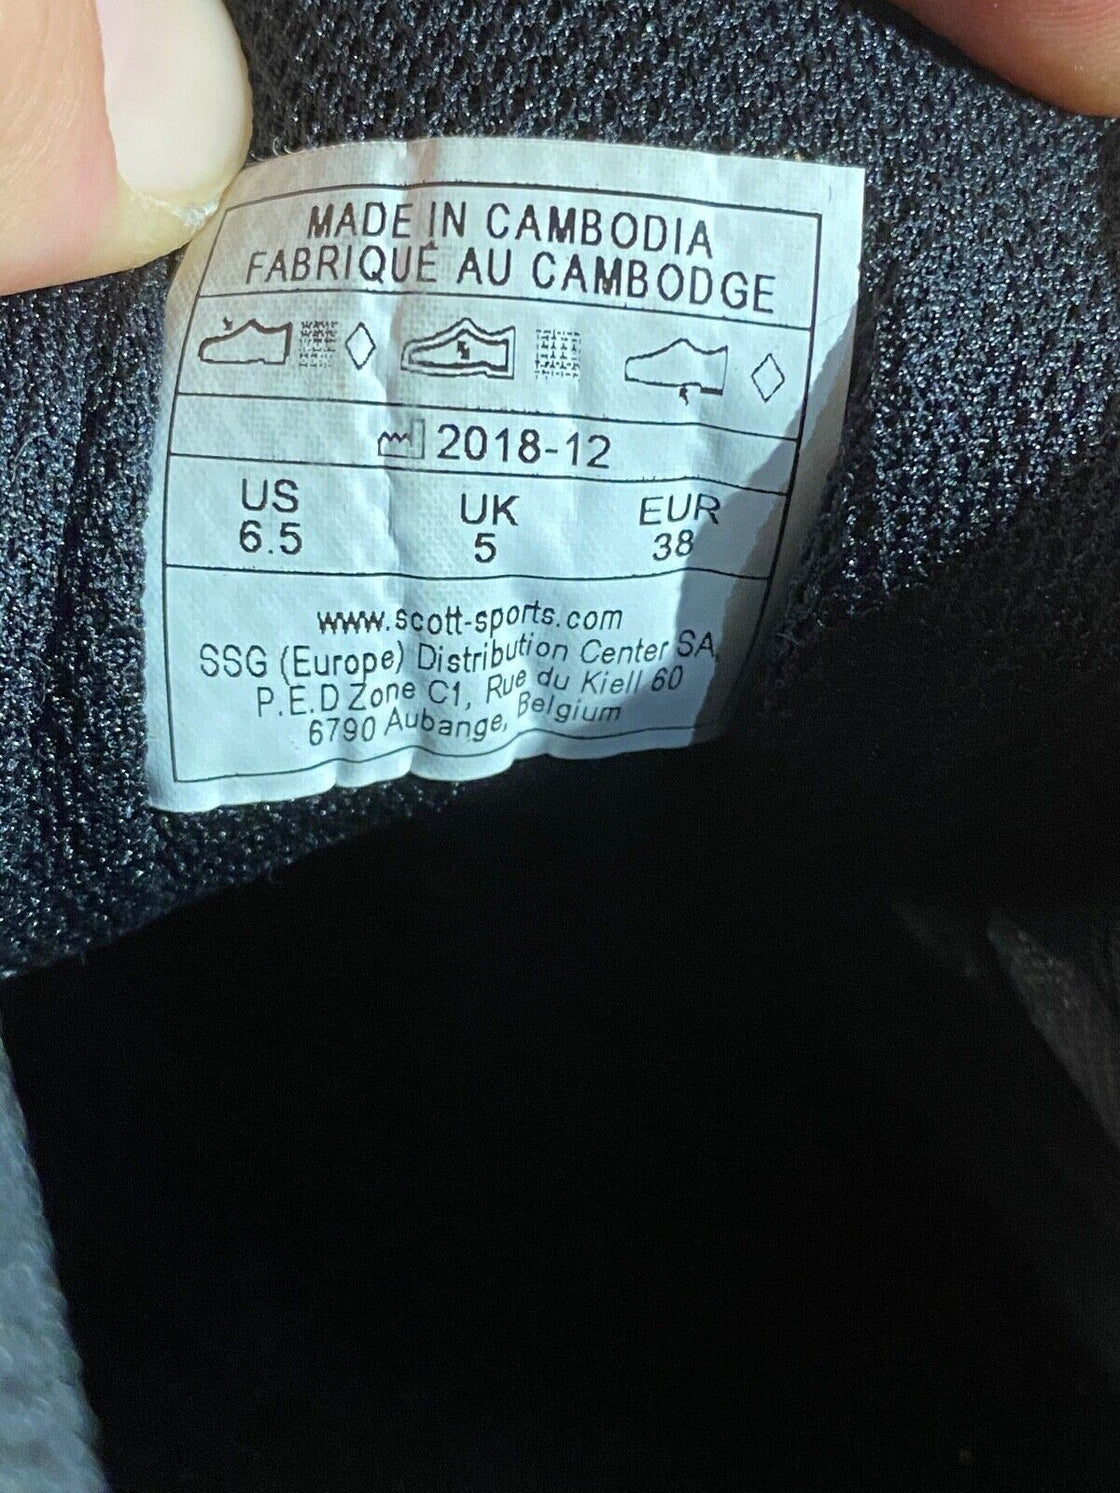 MADE IN CAMBODIA
FABRIQUÉ AU CAMBODGE
2018-12
US UK EUR
6.5 5 38
www.scott-sports.com
SSG (Europe) Distribution Center SA,
P.E.D Zone C1, Rue du Kiell 60
6790 Aubange, Belgium